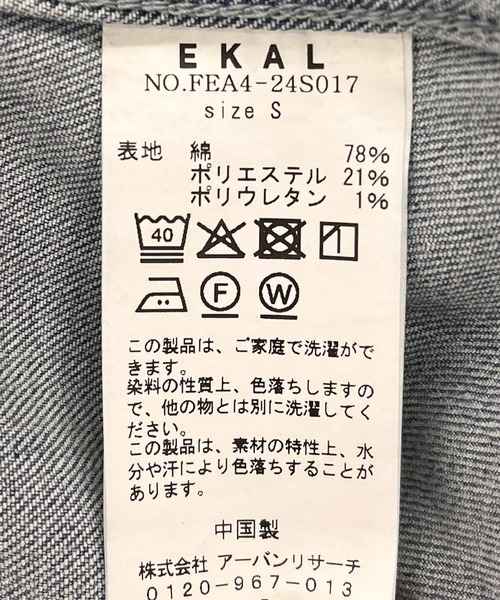 EKAL
NO.FEA4-24S017
size S
表地 綿 78%
ポリエステル 21%
ポリウレタン 1%
40
F W
この製品は、ご家庭で洗濯がで
きます。
染料の性質上、色落ちしますの
で、他の物とは別に洗濯してく
ださい。
この製品は、素材の特性上、水
分や汗により色落ちすることが
あります。
中国製
株式会社 アーバンリサーチ
0120-967-013